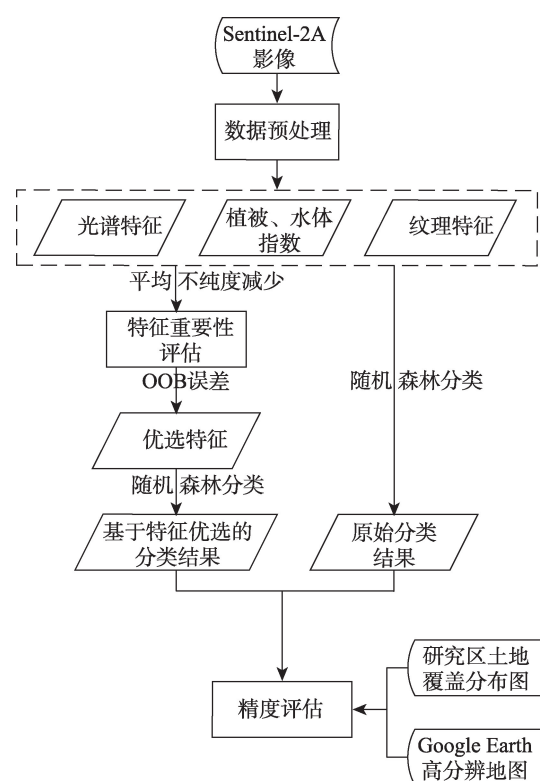 Sentinel-2A
影像
数据预处理
光谱特征
植被、水体
指数
纹理特征
平均 不纯度减少
特征重要性
评估
OOB误差
随机 森林分类
优选特征
随机 森林分类
基于特征优选的
分类结果
原始分类
结果
研究区土地
覆盖分布图
精度评估
Google Earth
高分辨地图